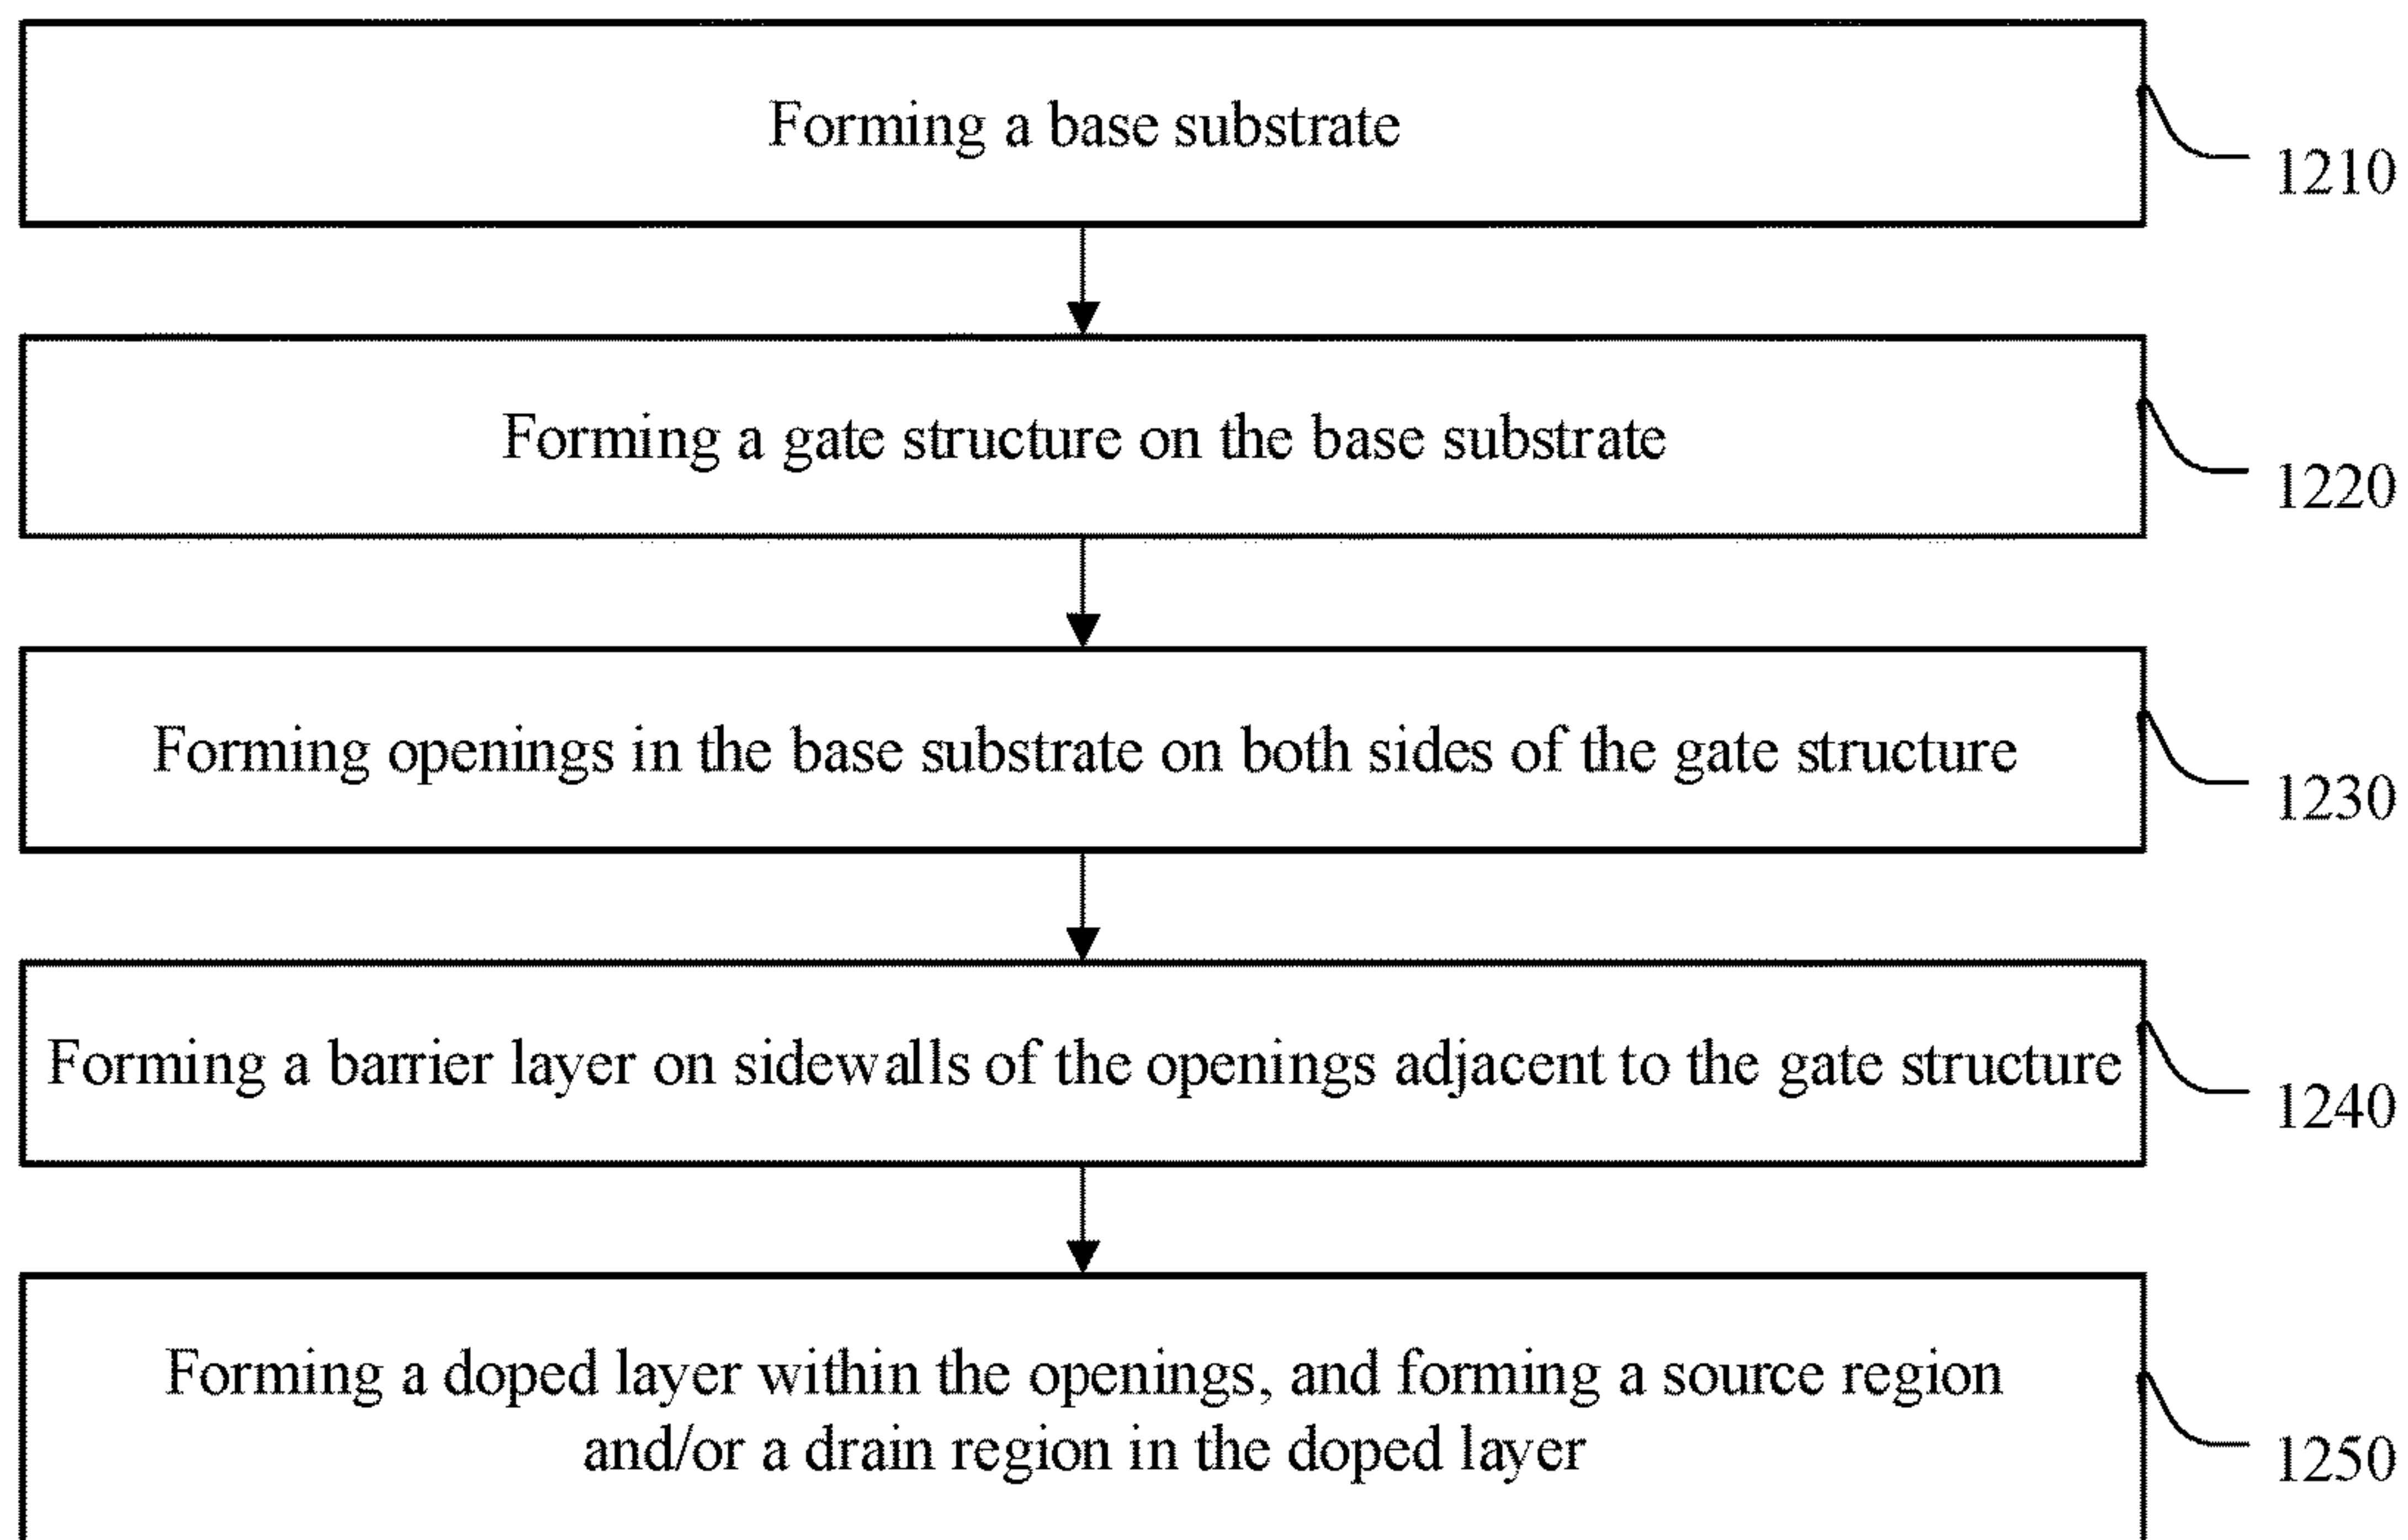 Forming a base substrate
1210
Forming a gate structure on the base substrate
1220
Forming openings in the base substrate on both sides of the gate structure
1230
Forming a barrier layer on sidewalls of the openings adjacent to the gate structure
1240
Forming a doped layer within the openings, and forming a source region
and/or a drain region in the doped layer
1250